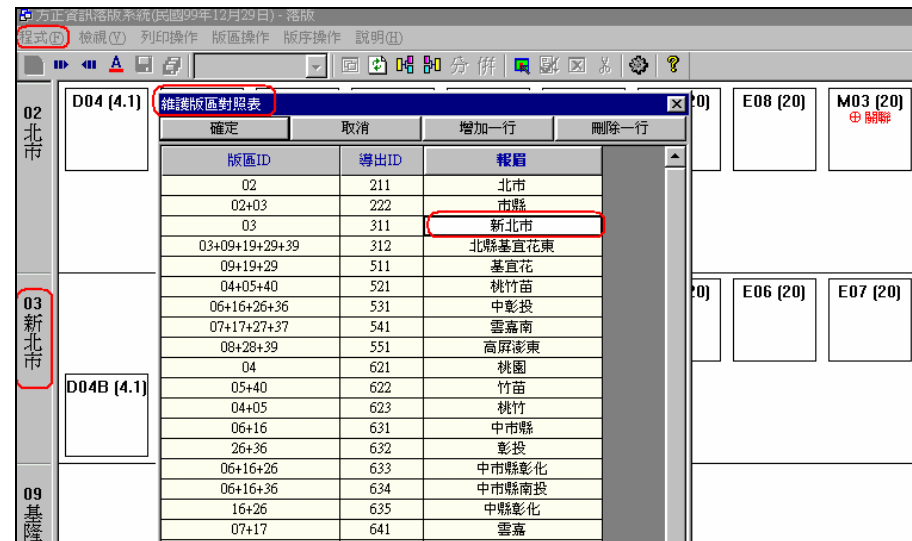 方正資訊落版系統(民國99年12月29日) - 落版
程式(F) 檢視(V) 列印操作 版區操作 版序操作 說明(H)
分 併
02 北市
D04 (4.1)
20)
E08 (20)
M03 (20)
關聯
維護版區對照表
確定 取消 增加一行 刪除一行
版區ID 導出ID 報眉
02 211 北市
02+03 222 市縣
03 311 新北市
03+09+19+29+39 312 北縣基宜花東
09+19+29 511 基宜花
04+05+40 521 桃竹苗
06+16+26+36 531 中彰投
07+17+27+37 541 雲嘉南
08+28+39 551 高屏澎東
04 621 桃園
05+40 622 竹苗
04+05 623 桃竹
06+16 631 中市縣
26+36 632 彰投
06+16+26 633 中市縣彰化
06+16+36 634 中市縣南投
16+26 635 中縣彰化
07+17 641 雲嘉
03 新北市
D04B (4.1)
20)
E06 (20)
E07 (20)
09 基隆